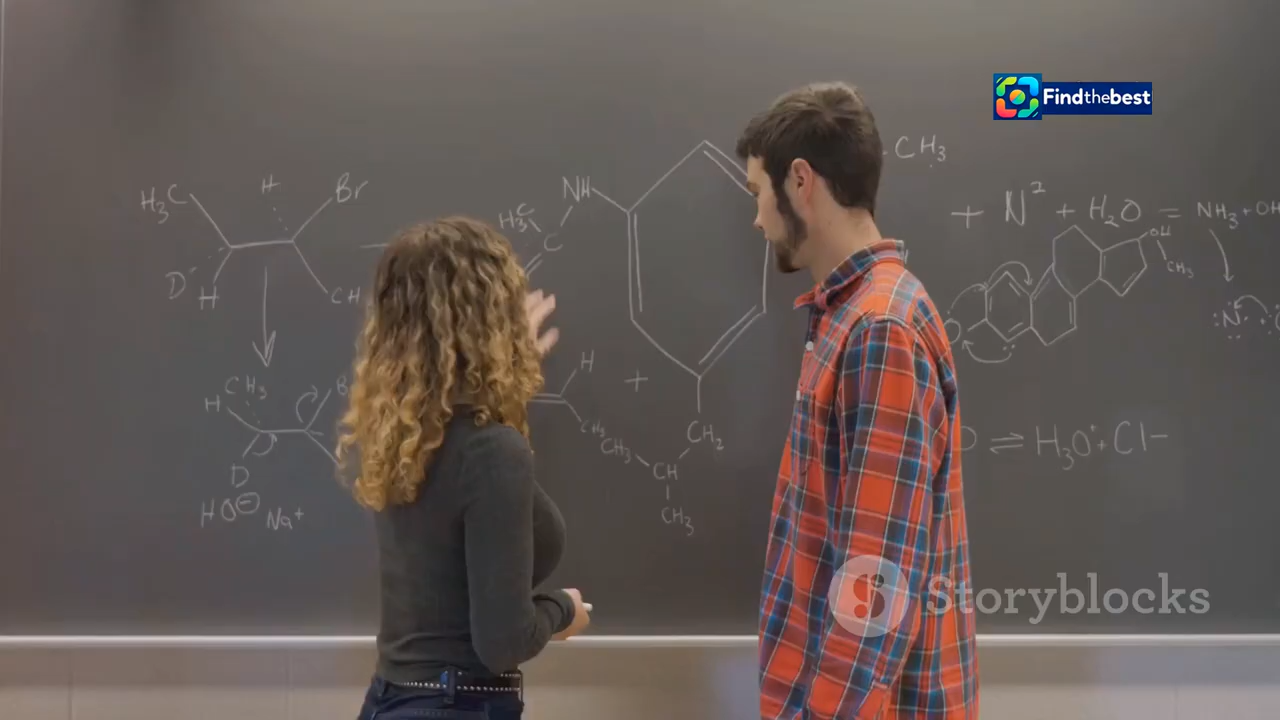 Findthebest
CH₃
H₃C
H
Br
D
H
CH
NH
H₃C
C
+ N² + H₂O = NH₃ + OH
OH
CH₃
:N:
CH₃
H
D
HO⊖ Na⁺
H
+
CH₃
CH₂
CH₃
CH
CH₃
⇌ H₃O⁺ + Cl−
Storyblocks